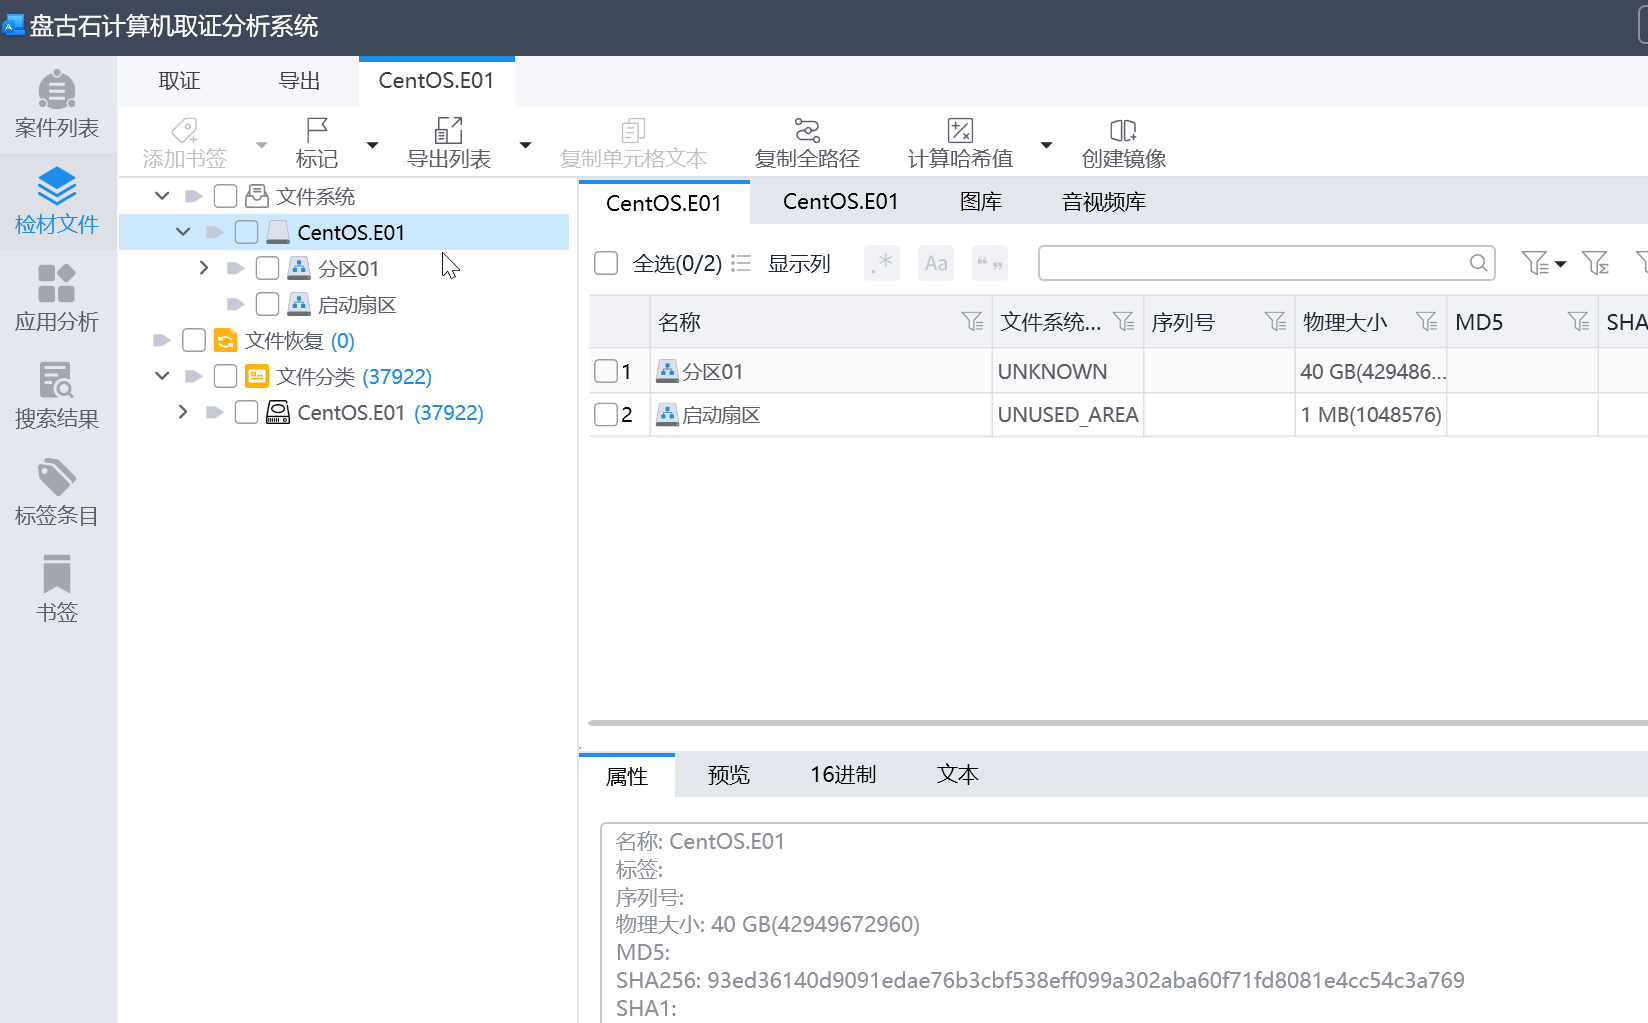 盘古石计算机取证分析系统
案件列表
检材文件
应用分析
搜索结果
标签条目
书签
取证
导出
CentOS.E01
添加书签
标记
导出列表
复制单元格文本
复制全路径
计算哈希值
创建镜像
文件系统
CentOS.E01
分区01
启动扇区
文件恢复 (0)
文件分类 (37922)
CentOS.E01 (37922)
CentOS.E01
CentOS.E01
图库
音视频库
全选(0/2)
显示列
.*
Aa
“ ”
名称
文件系统...
序列号
物理大小
MD5
SHA
1
分区01
UNKNOWN
40 GB(429486...
2
启动扇区
UNUSED_AREA
1 MB(1048576)
属性
预览
16进制
文本
名称: CentOS.E01
标签:
序列号:
物理大小: 40 GB(42949672960)
MD5:
SHA256: 93ed36140d9091edae76b3cbf538eff099a302aba60f71fd8081e4cc54c3a769
SHA1: